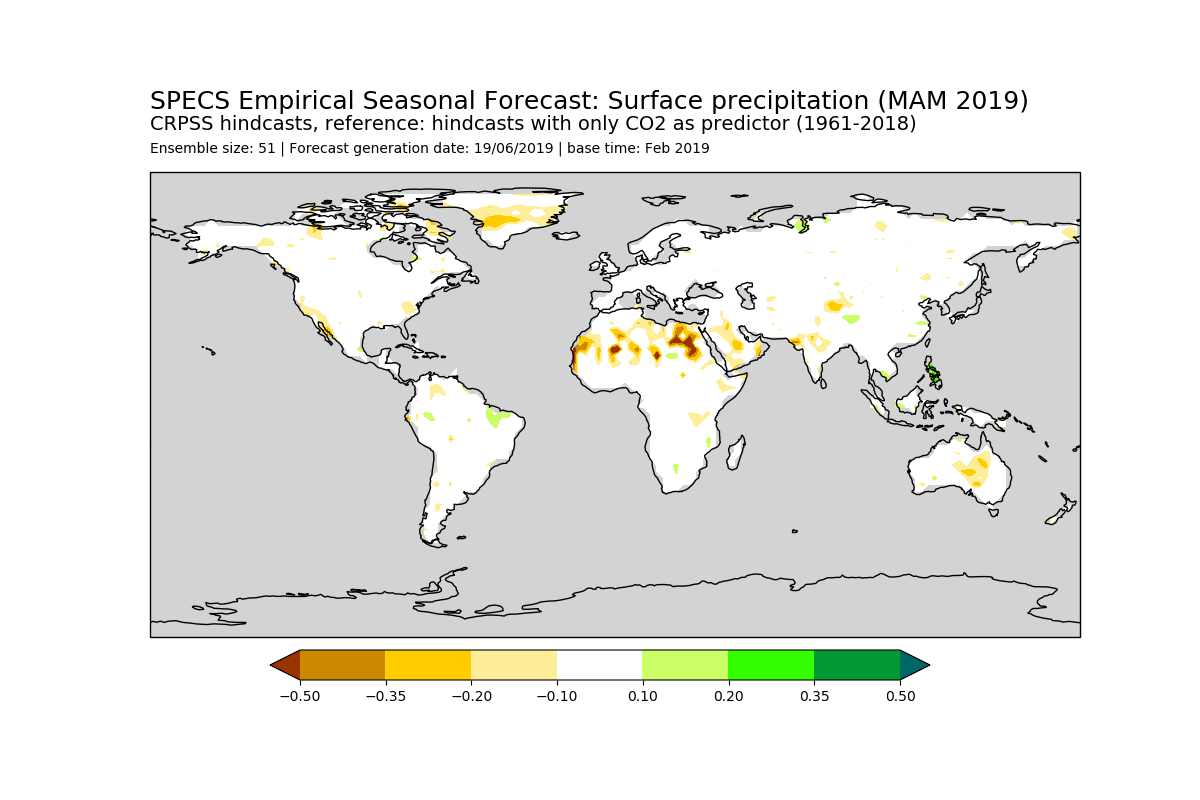 SPECS Empirical Seasonal Forecast: Surface precipitation (MAM 2019)
CRPSS hindcasts, reference: hindcasts with only CO2 as predictor (1961-2018)
Ensemble size: 51 | Forecast generation date: 19/06/2019 | base time: Feb 2019
−0.50 −0.35 −0.20 −0.10 0.10 0.20 0.35 0.50